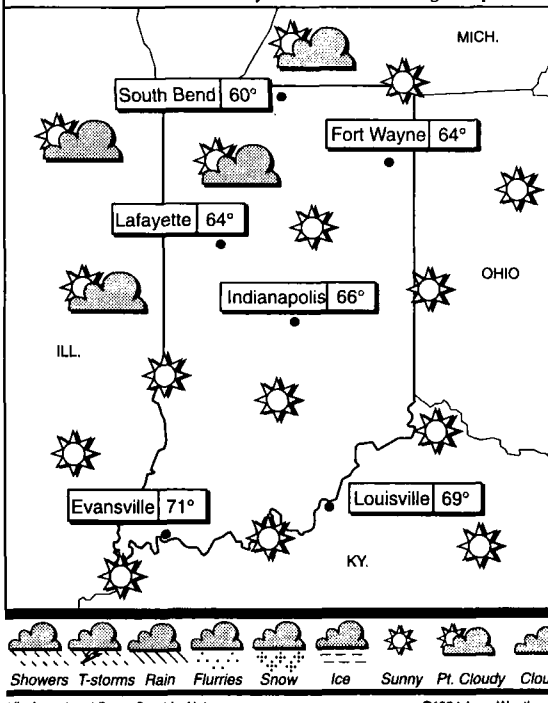 MICH.
South Bend 60°
Fort Wayne 64°
Lafayette 64°
OHIO
Indianapolis 66°
ILL.
Evansville 71°
Louisville 69°
KY.
Showers T-storms Rain Flurries Snow Ice Sunny Pt. Cloudy